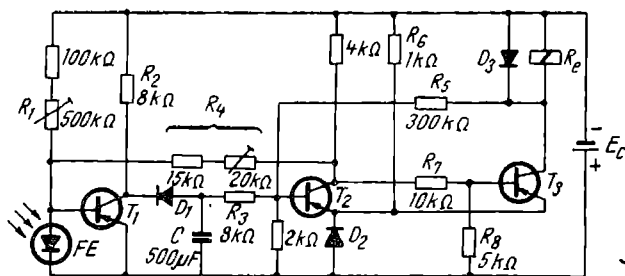 100kΩ
R₁
500kΩ
R₂
8kΩ
R₄
15kΩ
20kΩ
4kΩ
R₆
1kΩ
D₃
Rₑ
R₅
300kΩ
E_C
−
+
T₁
FE
D₁
C
500μF
R₃
8kΩ
2kΩ
T₂
D₂
R₇
10kΩ
T₃
R₈
5kΩ